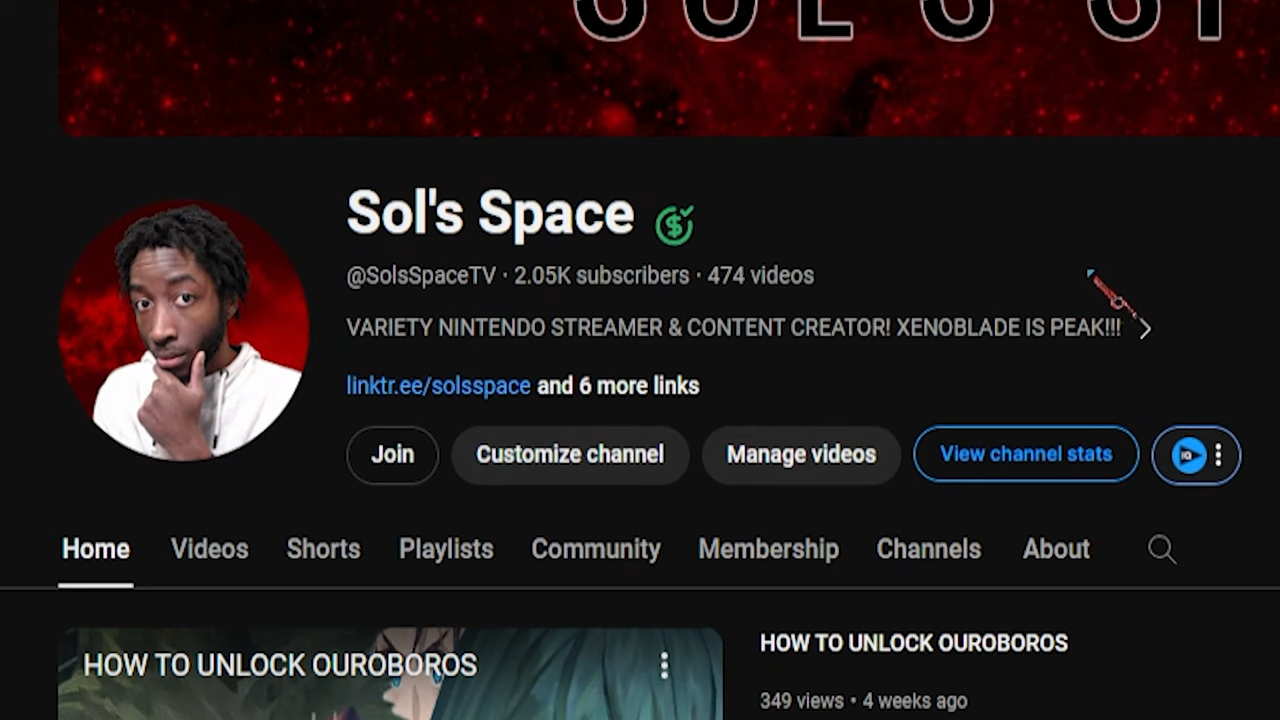 Sol's Space
@SolsSpaceTV · 2.05K subscribers · 474 videos
VARIETY NINTENDO STREAMER & CONTENT CREATOR! XENOBLADE IS PEAK!!!
linktr.ee/solsspace and 6 more links
Join Customize channel Manage videos View channel stats
Home Videos Shorts Playlists Community Membership Channels About
HOW TO UNLOCK OUROBOROS
HOW TO UNLOCK OUROBOROS
349 views • 4 weeks ago